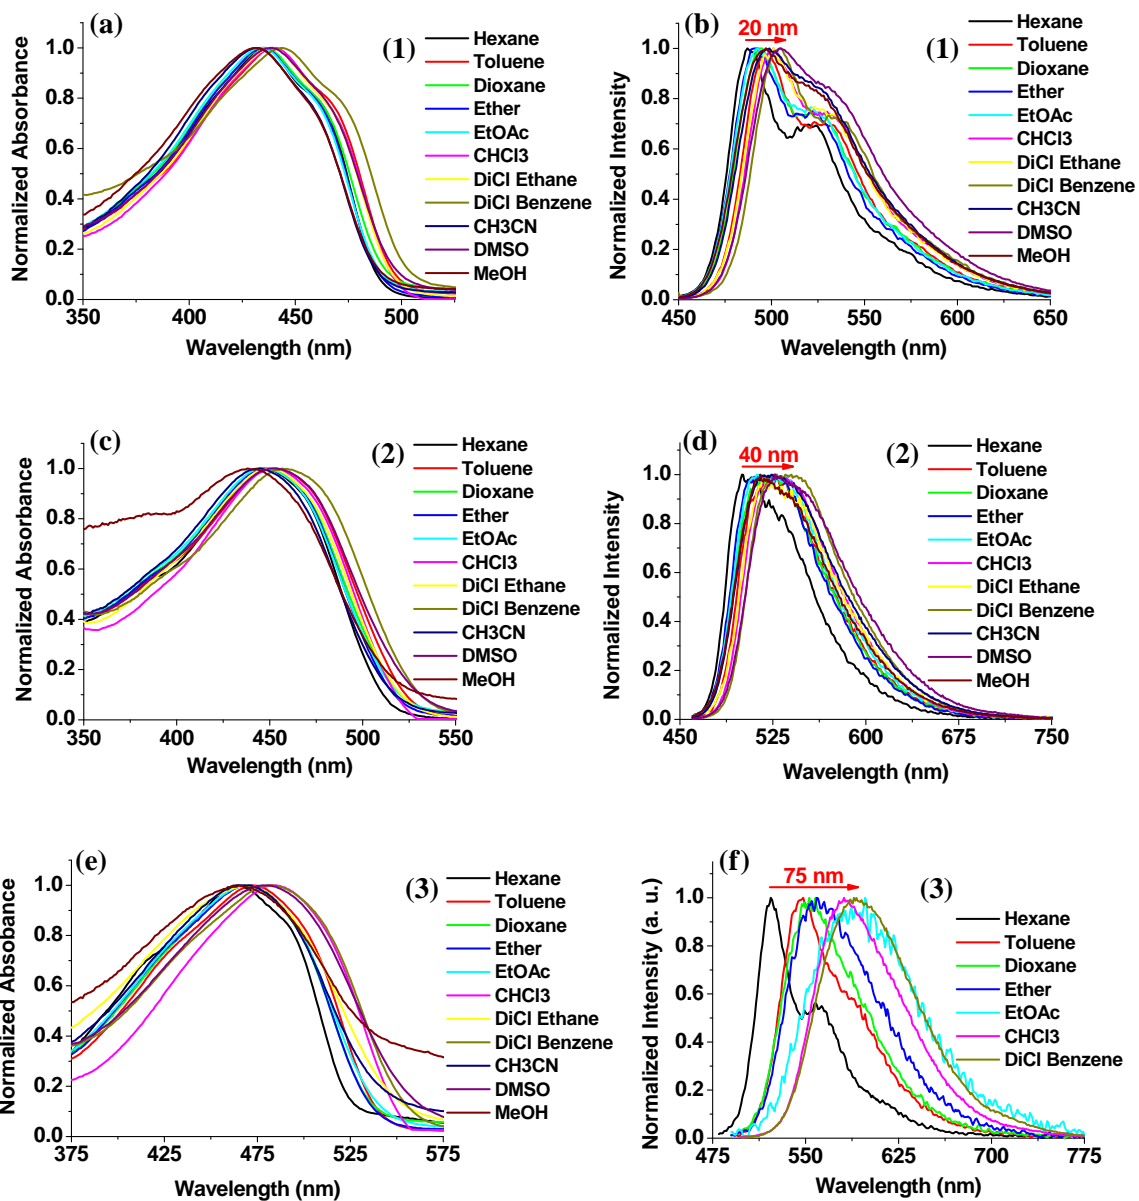 (a)
(1)
Normalized Absorbance
1.0
0.8
0.6
0.4
0.2
0.0
350
400
450
500
Wavelength (nm)
Hexane
Toluene
Dioxane
Ether
EtOAc
CHCl3
DiCl Ethane
DiCl Benzene
CH3CN
DMSO
MeOH
(b)
20 nm
(1)
Normalized Intensity
1.0
0.8
0.6
0.4
0.2
0.0
450
500
550
600
650
Wavelength (nm)
Hexane
Toluene
Dioxane
Ether
EtOAc
CHCl3
DiCl Ethane
DiCl Benzene
CH3CN
DMSO
MeOH
(c)
(2)
Normalized Absorbance
1.0
0.8
0.6
0.4
0.2
0.0
350
400
450
500
550
Wavelength (nm)
Hexane
Toluene
Dioxane
Ether
EtOAc
CHCl3
DiCl Ethane
DiCl Benzene
CH3CN
DMSO
MeOH
(d)
40 nm
(2)
Normalized Intensity
1.0
0.8
0.6
0.4
0.2
0.0
450
525
600
675
750
Wavelength (nm)
Hexane
Toluene
Dioxane
Ether
EtOAc
CHCl3
DiCl Ethane
DiCl Benzene
CH3CN
DMSO
MeOH
(e)
(3)
Normalized Absobance
1.0
0.8
0.6
0.4
0.2
0.0
375
425
475
525
575
Wavelength (nm)
Hexane
Toluene
Dioxane
Ether
EtOAc
CHCl3
DiCl Ethane
DiCl Benzene
CH3CN
DMSO
MeOH
(f)
75 nm
(3)
Normalized Intensity (a. u.)
1.0
0.8
0.6
0.4
0.2
0.0
475
550
625
700
775
Wavelength (nm)
Hexane
Toluene
Dioxane
Ether
EtOAc
CHCl3
DiCl Benzene